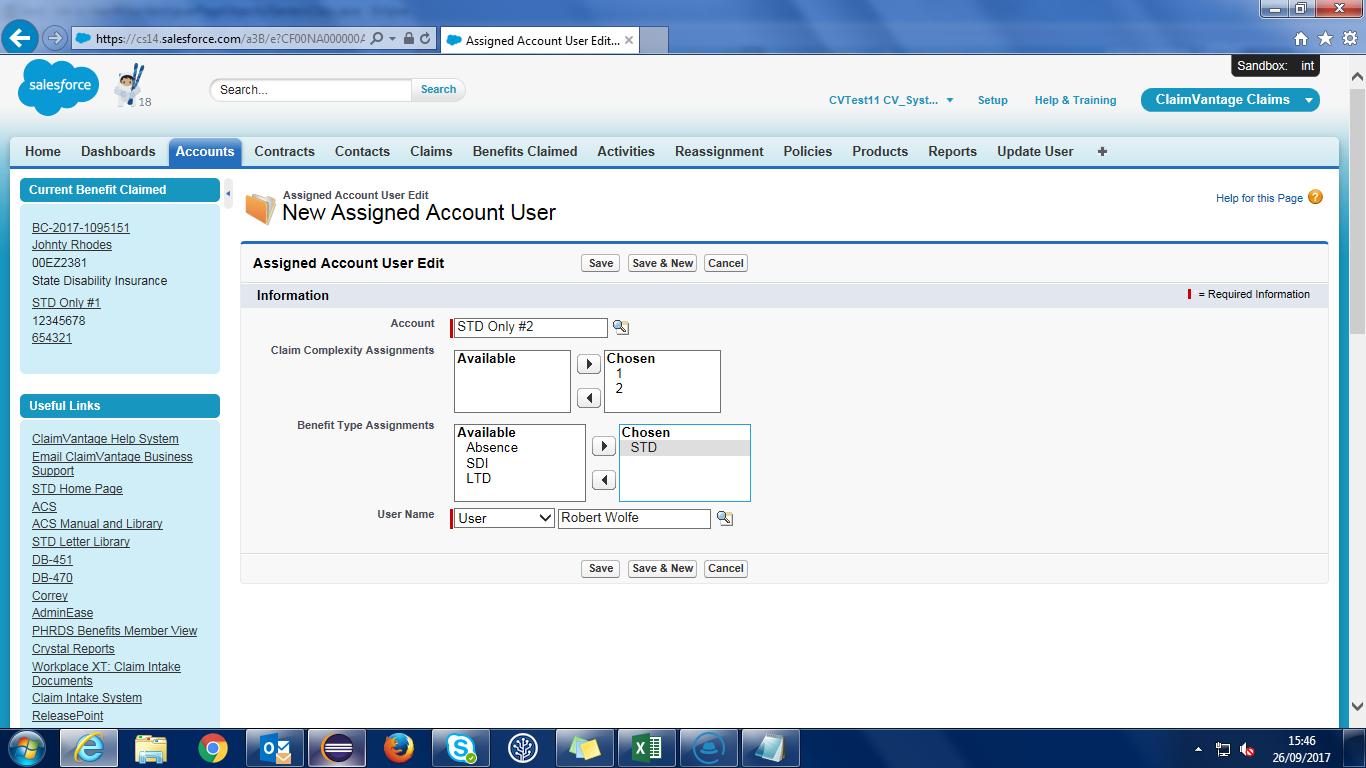 https://cs14.salesforce.com/a3B/e?CF00NA000000A
Assigned Account User Edit...
Sandbox: int
salesforce
18
Search...
Search
CVTest11 CV_Syst...
Setup
Help & Training
ClaimVantage Claims
Home
Dashboards
Accounts
Contracts
Contacts
Claims
Benefits Claimed
Activities
Reassignment
Policies
Products
Reports
Update User
Current Benefit Claimed
BC-2017-1095151
Johnty Rhodes
00EZ2381
State Disability Insurance
STD Only #1
12345678
654321
Useful Links
ClaimVantage Help System
Email ClaimVantage Business
Support
STD Home Page
ACS
ACS Manual and Library
STD Letter Library
DB-451
DB-470
Correy
AdminEase
PHRDS Benefits Member View
Crystal Reports
Workplace XT: Claim Intake
Documents
Claim Intake System
ReleasePoint
Assigned Account User Edit
New Assigned Account User
Help for this Page
Assigned Account User Edit
Save
Save & New
Cancel
Information
= Required Information
Account
STD Only #2
Claim Complexity Assignments
Available
Chosen
1
2
Benefit Type Assignments
Available
Absence
SDI
LTD
Chosen
STD
User Name
User
Robert Wolfe
Save
Save & New
Cancel
15:46
26/09/2017